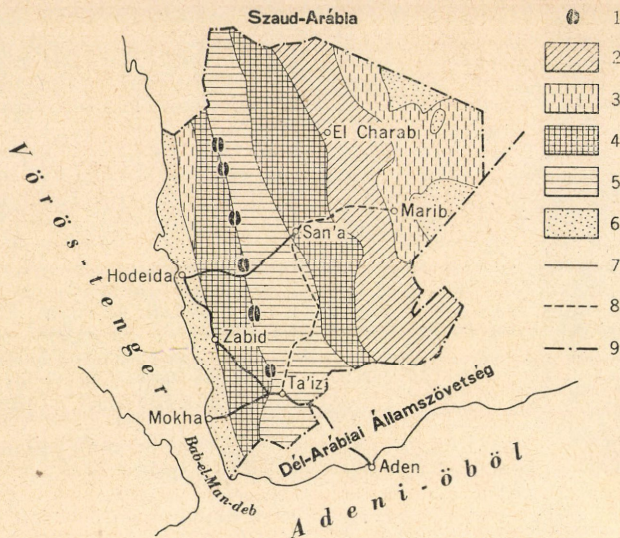 Szaud-Arábia
El Charab
Marib
San'a
Hodeida
Zabid
Ta'iz
Mokha
Aden
Vörös-tenger
Bab-el-Man-deb
Dél-Arábiai Államszövetség
Adeni-öböl
1
2
3
4
5
6
7
8
9